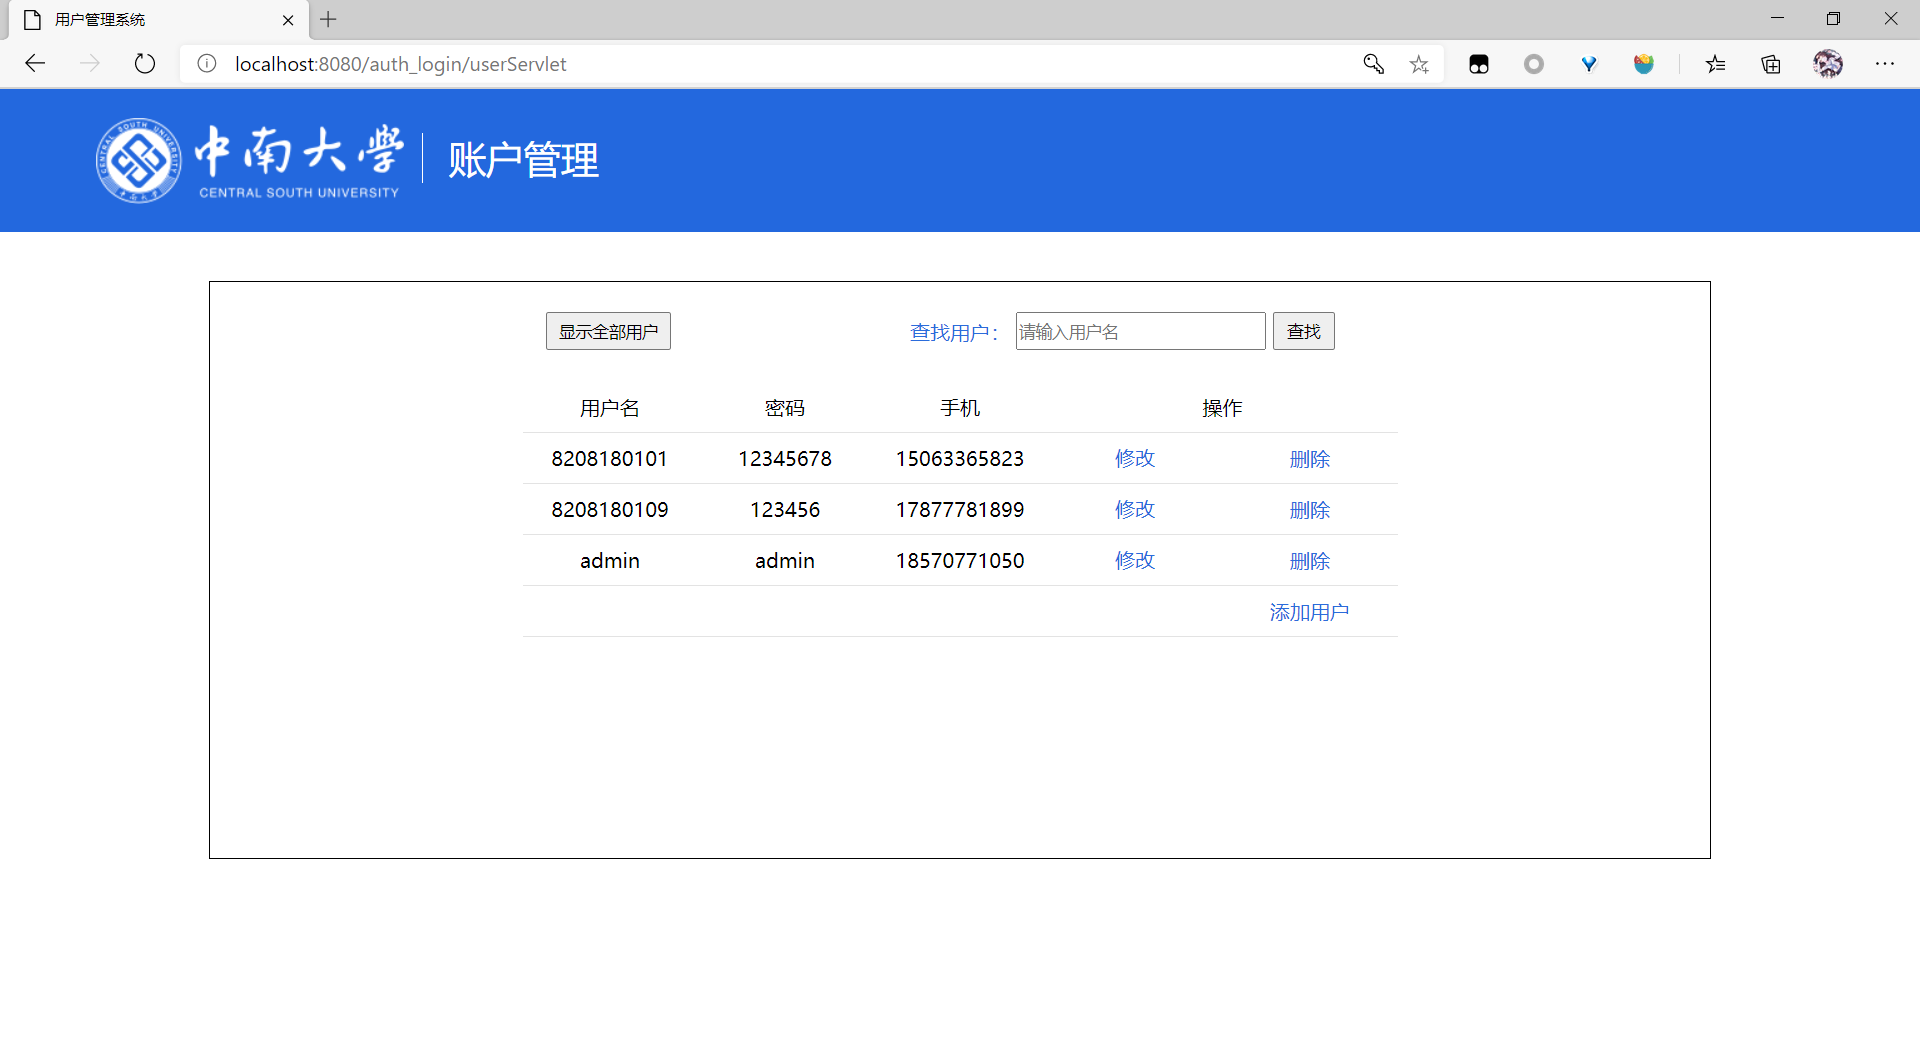 用户管理系统
localhost:8080/auth_login/userServlet
中南大学
CENTRAL SOUTH UNIVERSITY
账户管理
显示全部用户 查找用户： 请输入用户名 查找
用户名 密码 手机 操作
8208180101 12345678 15063365823 修改 删除
8208180109 123456 17877781899 修改 删除
admin admin 18570771050 修改 删除
添加用户